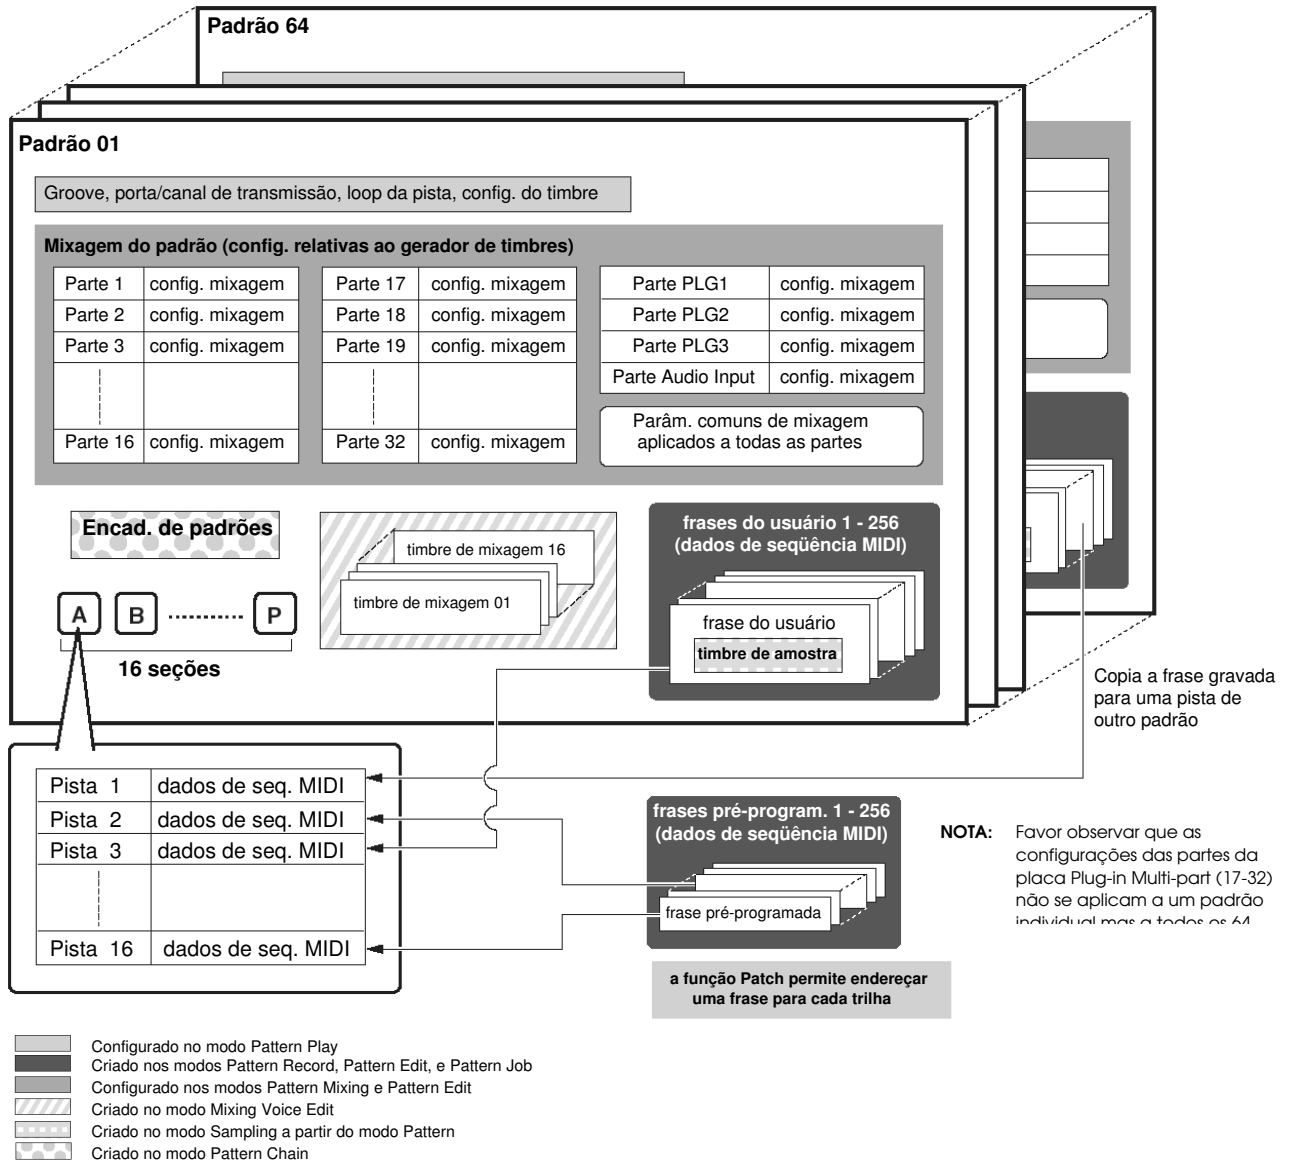 Padrão 64
Padrão 01
Groove, porta/canal de transmissão, loop da pista, config. do timbre
Mixagem do padrão (config. relativas ao gerador de timbres)
Parte 1 config. mixagem
Parte 2 config. mixagem
Parte 3 config. mixagem
Parte 16 config. mixagem
Parte 17 config. mixagem
Parte 18 config. mixagem
Parte 19 config. mixagem
Parte 32 config. mixagem
Parte PLG1 config. mixagem
Parte PLG2 config. mixagem
Parte PLG3 config. mixagem
Parte Audio Input config. mixagem
Parâm. comuns de mixagem
aplicados a todas as partes
Encad. de padrões
A B P
16 seções
timbre de mixagem 16
timbre de mixagem 01
frases do usuário 1 - 256
(dados de seqüência MIDI)
frase do usuário
timbre de amostra
Copia a frase gravada
para uma pista de
outro padrão
Pista 1 dados de seq. MIDI
Pista 2 dados de seq. MIDI
Pista 3 dados de seq. MIDI
Pista 16 dados de seq. MIDI
frases pré-program. 1 - 256
(dados de seqüência MIDI)
frase pré-programada
a função Patch permite endereçar
uma frase para cada trilha
NOTA: Favor observar que as
configurações das partes da
placa Plug-in Multi-part (17-32)
não se aplicam a um padrão
individual mas a todos os 64
Configurado no modo Pattern Play
Criado nos modos Pattern Record, Pattern Edit, e Pattern Job
Configurado nos modos Pattern Mixing e Pattern Edit
Criado no modo Mixing Voice Edit
Criado no modo Sampling a partir do modo Pattern
Criado no modo Pattern Chain